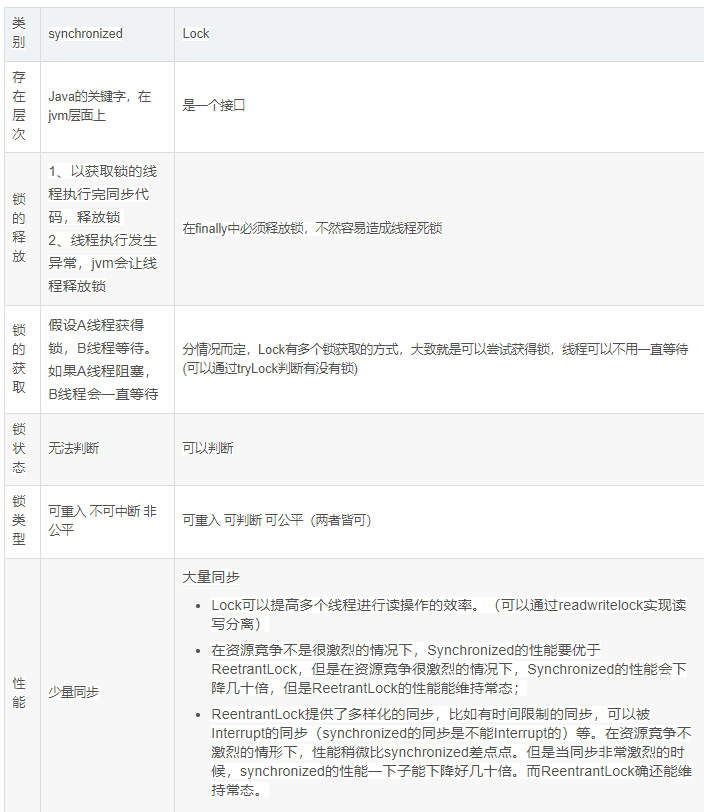 类
别
synchronized
Lock
存
在
层
次
Java的关键字，在
jvm层面上
是一个接口
锁
的
释
放
1、以获取锁的线
程执行完同步代
码，释放锁
2、线程执行发生
异常，jvm会让线
程释放锁
在finally中必须释放锁，不然容易造成线程死锁
锁
的
获
取
假设A线程获得
锁，B线程等待。
如果A线程阻塞，
B线程会一直等待
分情况而定，Lock有多个锁获取的方式，大致就是可以尝试获得锁，线程可以不用一直等待
(可以通过tryLock判断有没有锁)
锁
状
态
无法判断
可以判断
锁
类
型
可重入 不可中断 非
公平
可重入 可判断 可公平（两者皆可）
性
能
少量同步
大量同步
• Lock可以提高多个线程进行读操作的效率。（可以通过readwritelock实现读
写分离）
• 在资源竞争不是很激烈的情况下，Synchronized的性能要优于
ReetrantLock，但是在资源竞争很激烈的情况下，Synchronized的性能会下
降几十倍，但是ReetrantLock的性能能维持常态；
• ReentrantLock提供了多样化的同步，比如有时间限制的同步，可以被
Interrupt的同步（synchronized的同步是不能Interrupt的）等。在资源竞争不
激烈的情形下，性能稍微比synchronized差点点。但是当同步非常激烈的时
候，synchronized的性能一下子能下降好几十倍。而ReentrantLock确还能维
持常态。